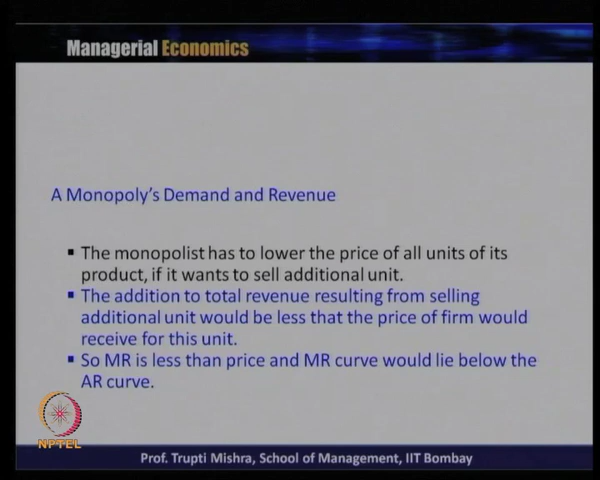 Managerial Economics
A Monopoly's Demand and Revenue
▪ The monopolist has to lower the price of all units of its
product, if it wants to sell additional unit.
▪ The addition to total revenue resulting from selling
additional unit would be less that the price of firm would
receive for this unit.
▪ So MR is less than price and MR curve would lie below the
AR curve.
NPTEL
Prof. Trupti Mishra, School of Management, IIT Bombay